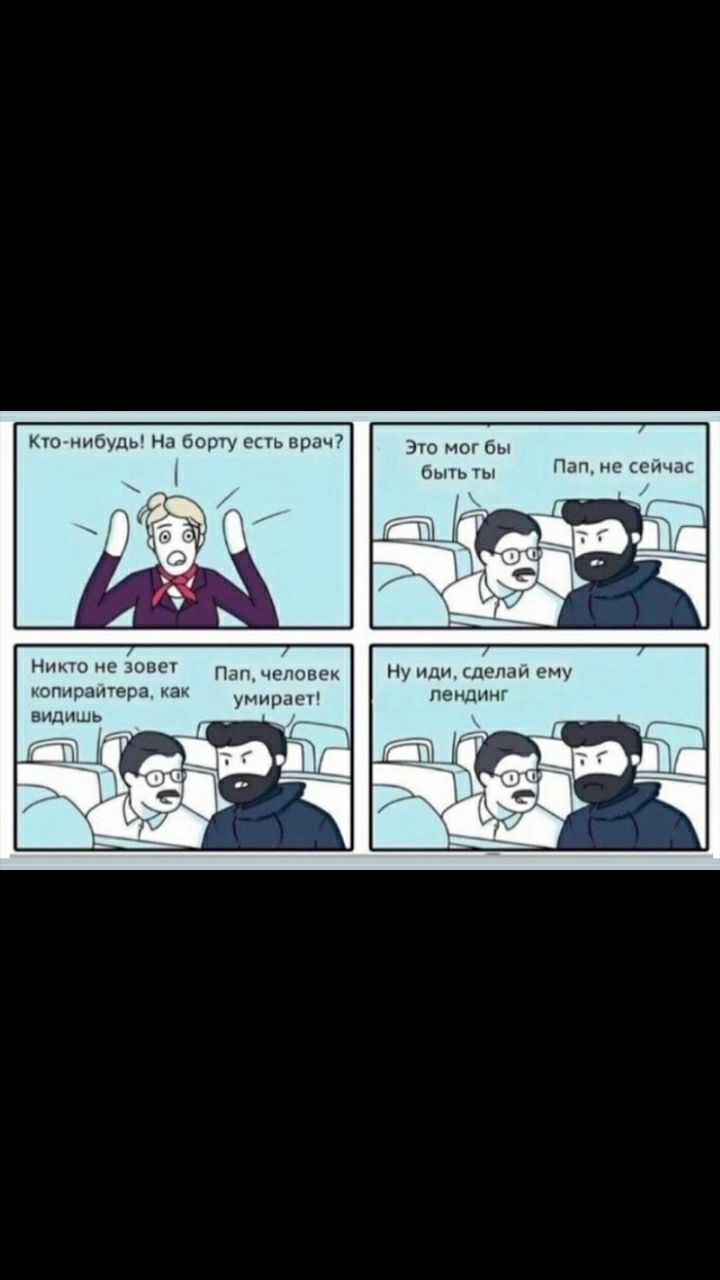 Кто-нибудь! На борту есть врач?
Это мог бы
быть ты
Пап, не сейчас
Никто не зовет
копирайтера, как
видишь
Пап, человек
умирает!
Ну иди, сделай ему
лендинг